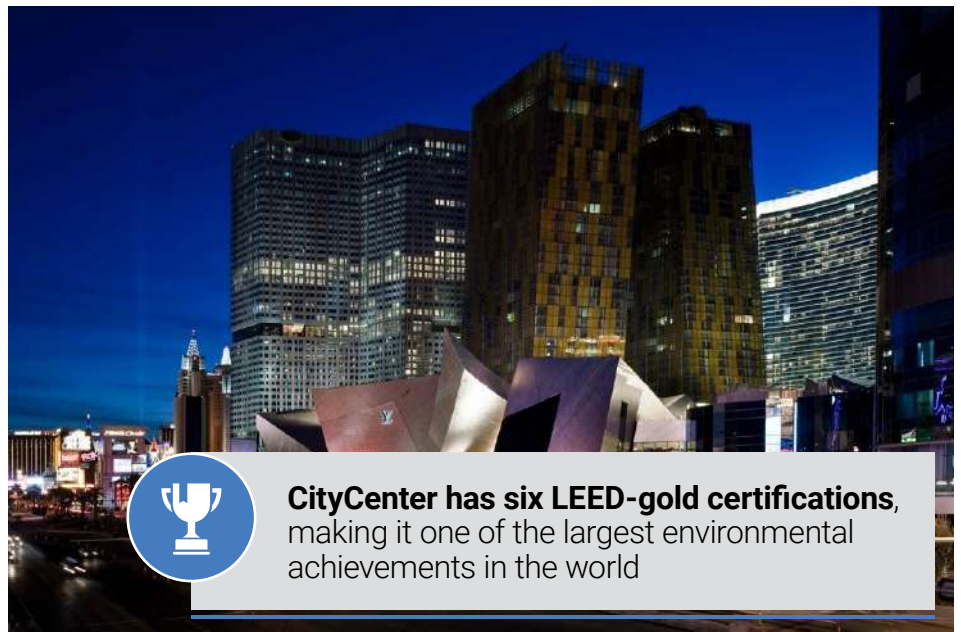 CityCenter has six LEED-gold certifications,
making it one of the largest environmental
achievements in the world